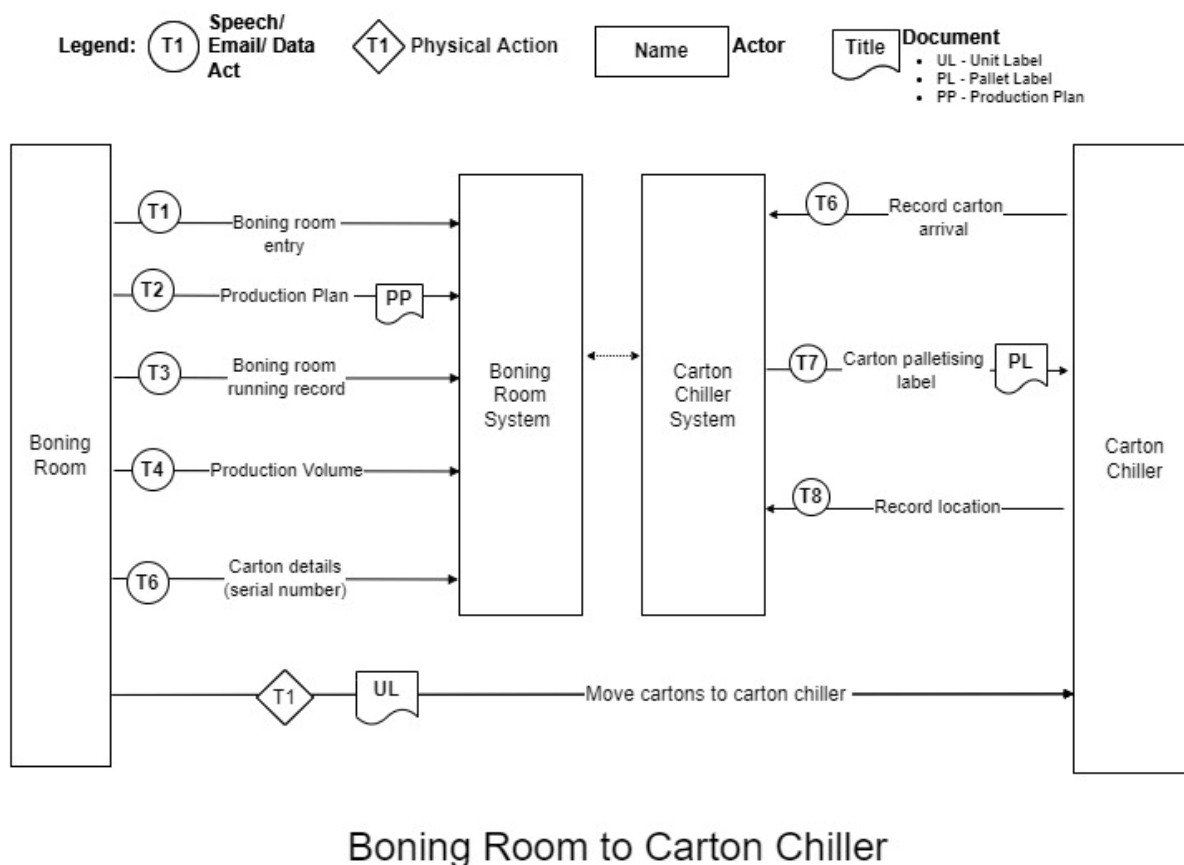 Legend:
T1
Speech/
Email/ Data
Act
T1
Physical Action
Name
Actor
Title
Document
UL - Unit Label
PL - Pallet Label
PP - Production Plan
Boning
Room
T1
Boning room
entry
T2
Production Plan
PP
T3
Boning room
running record
T4
Production Volume
T6
Carton details
(serial number)
Boning
Room
System
Carton
Chiller
System
T6
Record carton
arrival
T7
Carton palletising
label
PL
T8
Record location
Carton
Chiller
T1
UL
Move cartons to carton chiller
Boning Room to Carton Chiller